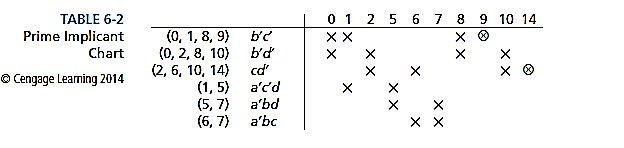 TABLE 6-2 0 1 2 5 6 7 8 9 10 14
Prime Implicant (0, 1, 8, 9) b′c′ × × × ⊗
Chart (0, 2, 8, 10) b′d′ × × × ×
(2, 6, 10, 14) cd′ × × × ⊗
© Cengage Learning 2014
(1, 5) a′c′d × ×
(5, 7) a′bd × ×
(6, 7) a′bc × ×